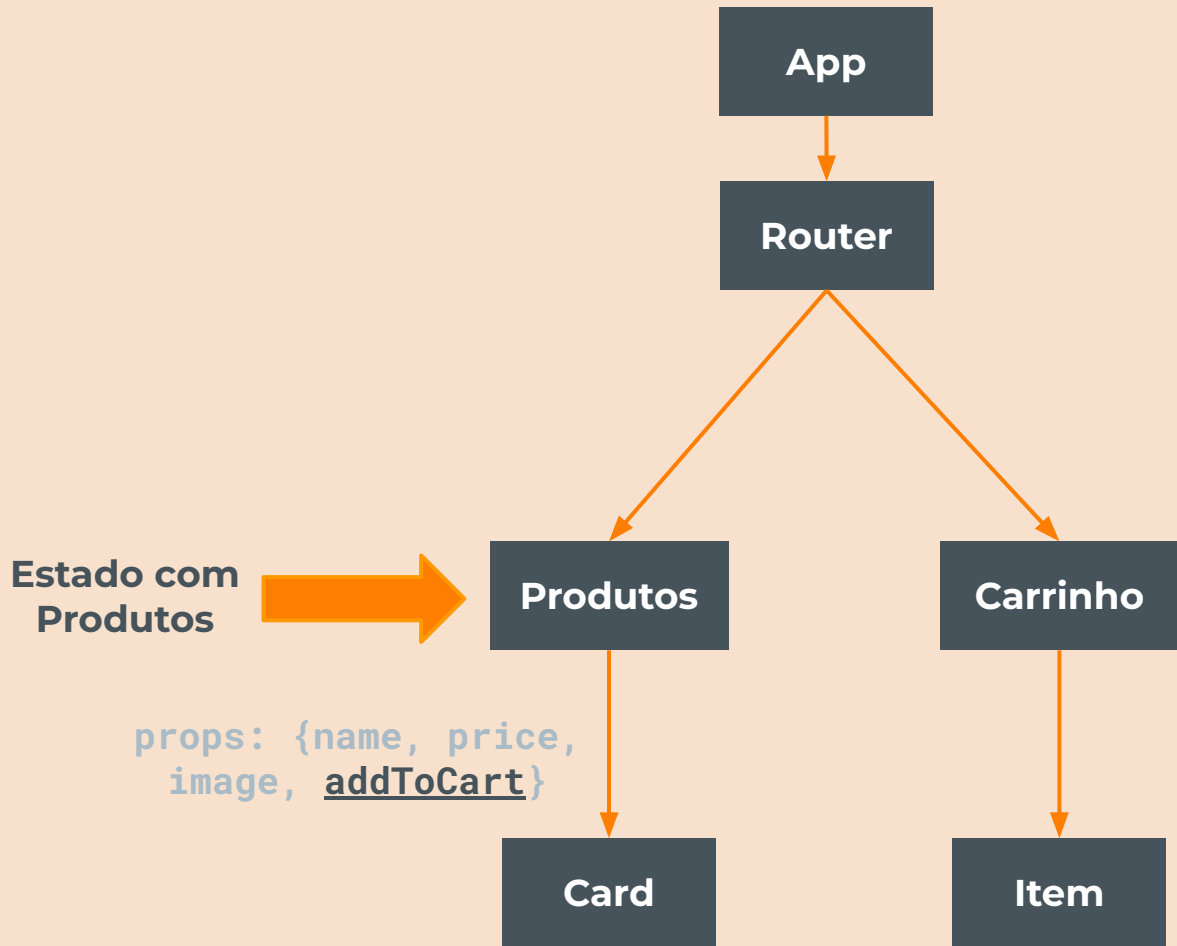 App
Router
Estado com
Produtos
Produtos
Carrinho
props: {name, price,
image, addToCart}
Card
Item